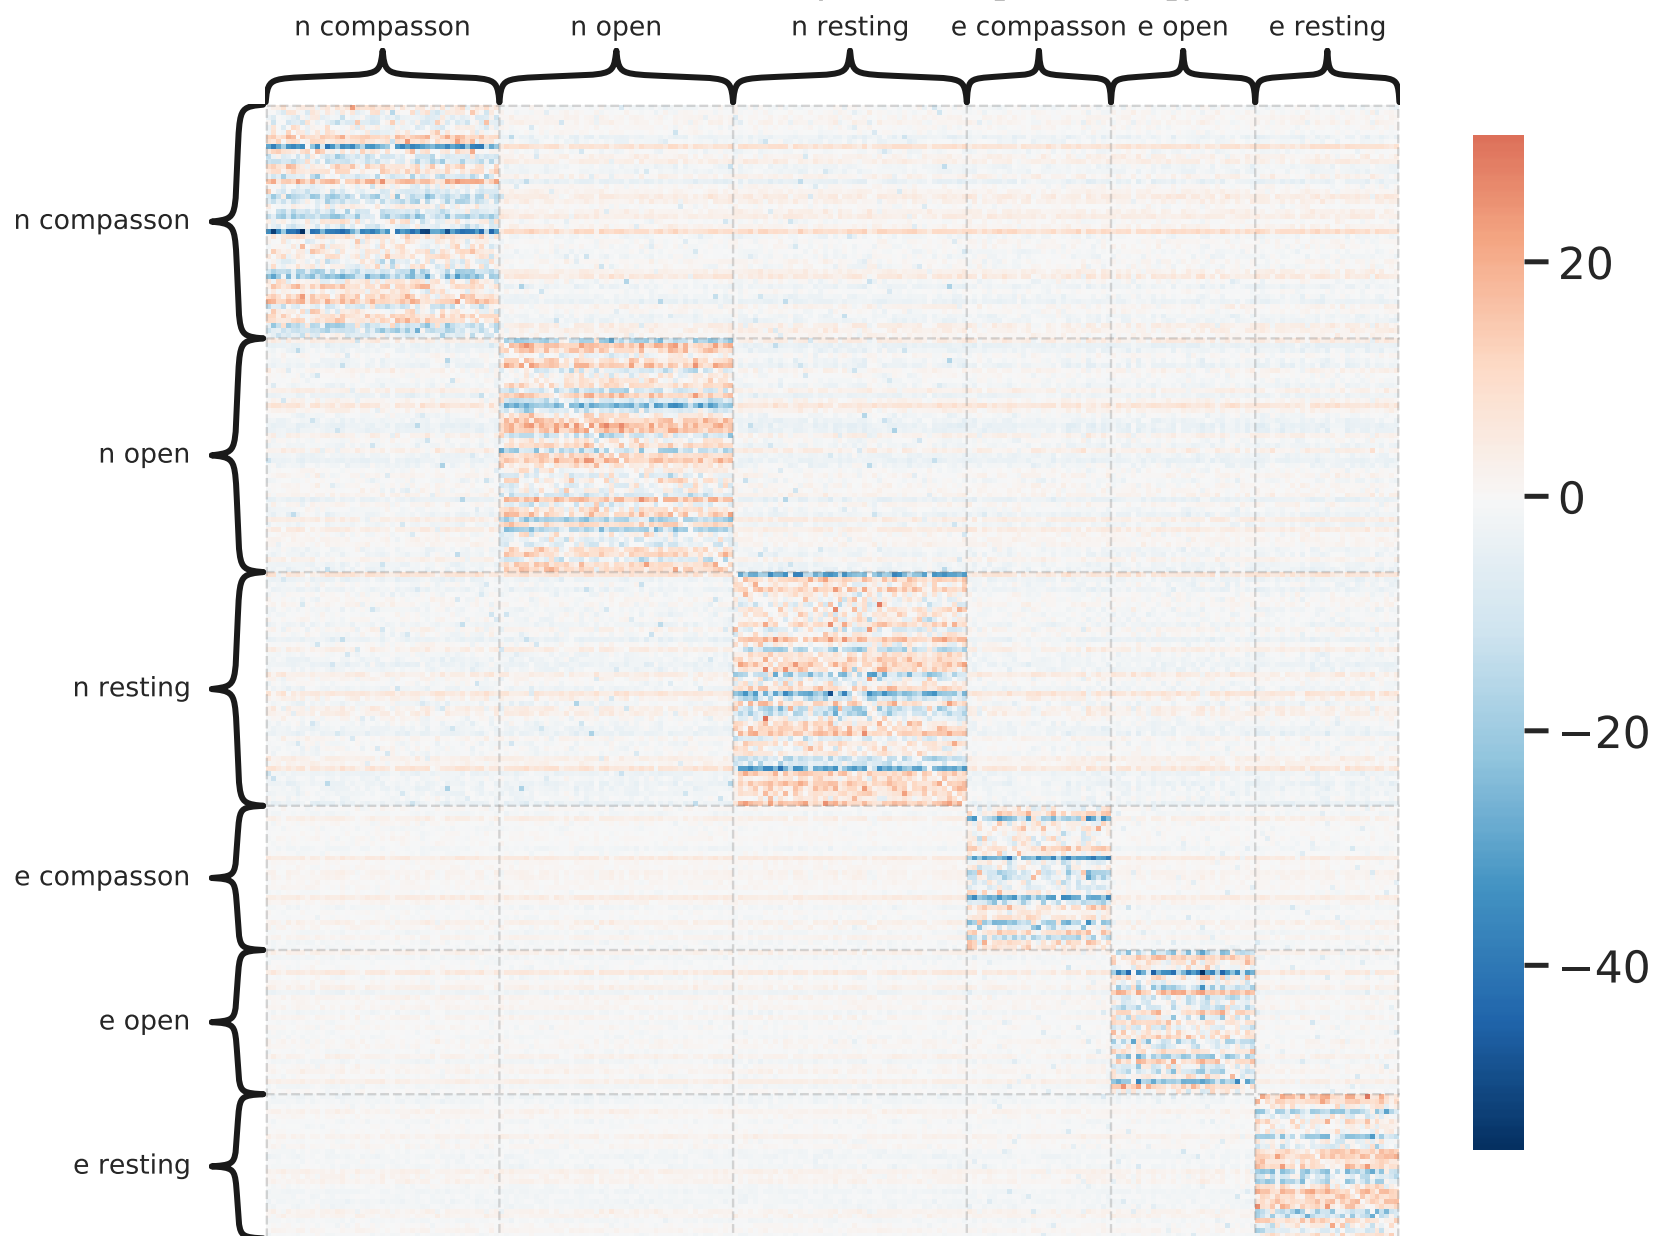 n compasson n open n resting e compasson e open e resting
n compasson
n open
n resting
e compasson
e open
e resting
20
0
−20
−40